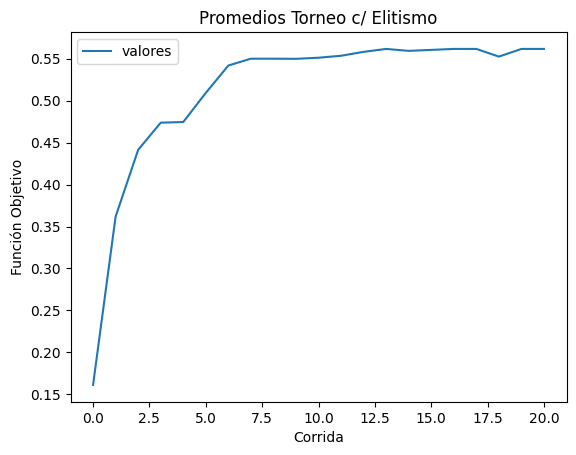 Promedios Torneo c/ Elitismo
valores
Función Objetivo
0.55
0.50
0.45
0.40
0.35
0.30
0.25
0.20
0.15
0.0 2.5 5.0 7.5 10.0 12.5 15.0 17.5 20.0
Corrida